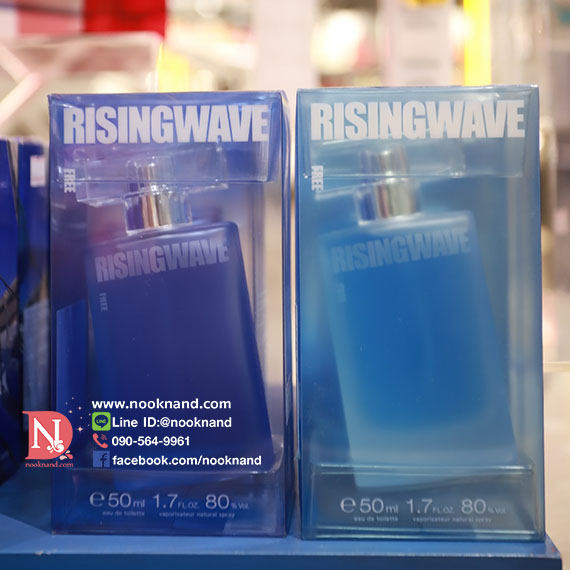 RISINGWAVE
FREE
RISINGWAVE
FREE
e50ml 1.7FL.OZ. 80%Vol.
eau de toilette vaporisateur natural spray
RISINGWAVE
FREE
RISINGWAVE
e50ml 1.7FL.OZ. 80%Vol.
eau de toilette vaporisateur natural spray
www.nooknand.com
Line ID:@nooknand
090-564-9961
facebook.com/nooknand
N
nooknand.com